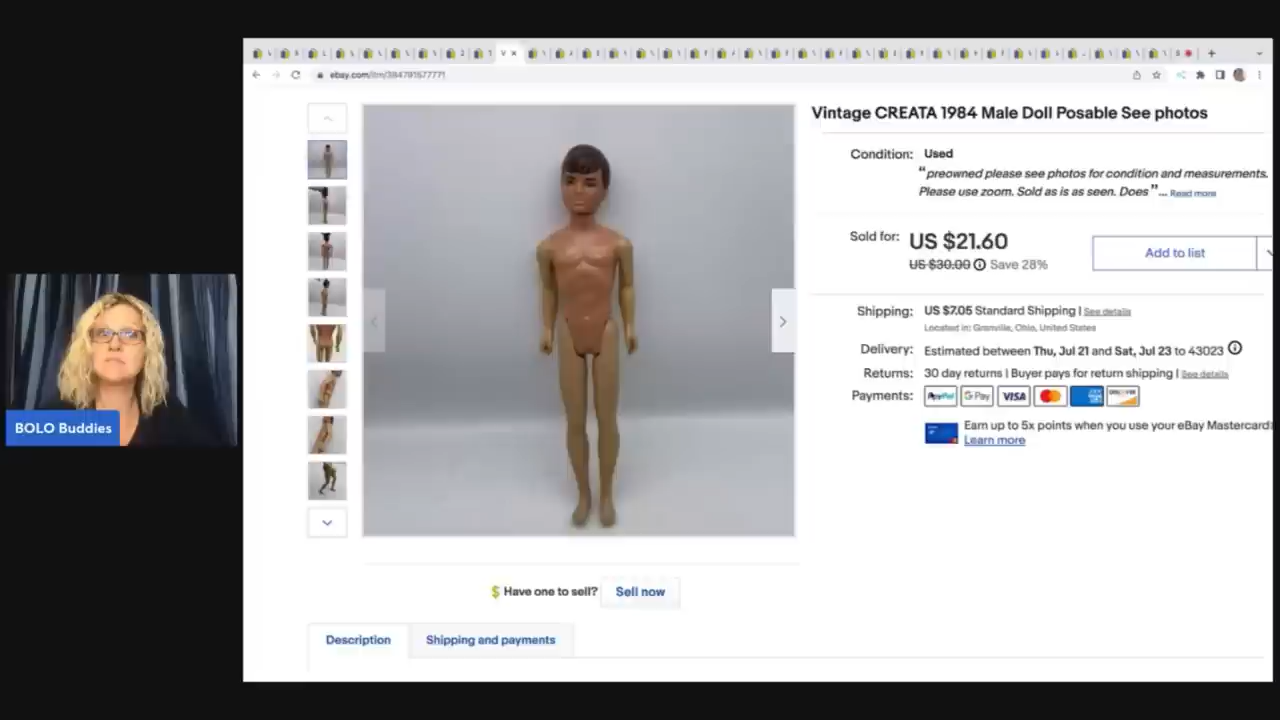 ebay.com/itm/384791577771
Vintage CREATA 1984 Male Doll Posable See photos
Condition: Used
“ preowned please see photos for condition and measurements.
Please use zoom. Sold as is as seen. Does ”... Read more
Sold for: US $21.60
US $30.00 Save 28%
Add to list
Shipping: US $7.05 Standard Shipping | See details
Located in: Granville, Ohio, United States
Delivery: Estimated between Thu, Jul 21 and Sat, Jul 23 to 43023
Returns: 30 day returns | Buyer pays for return shipping | See details
Payments: PayPal G Pay VISA
Earn up to 5x points when you use your eBay Mastercard
Learn more
BOLO Buddies
$ Have one to sell? Sell now
Description Shipping and payments